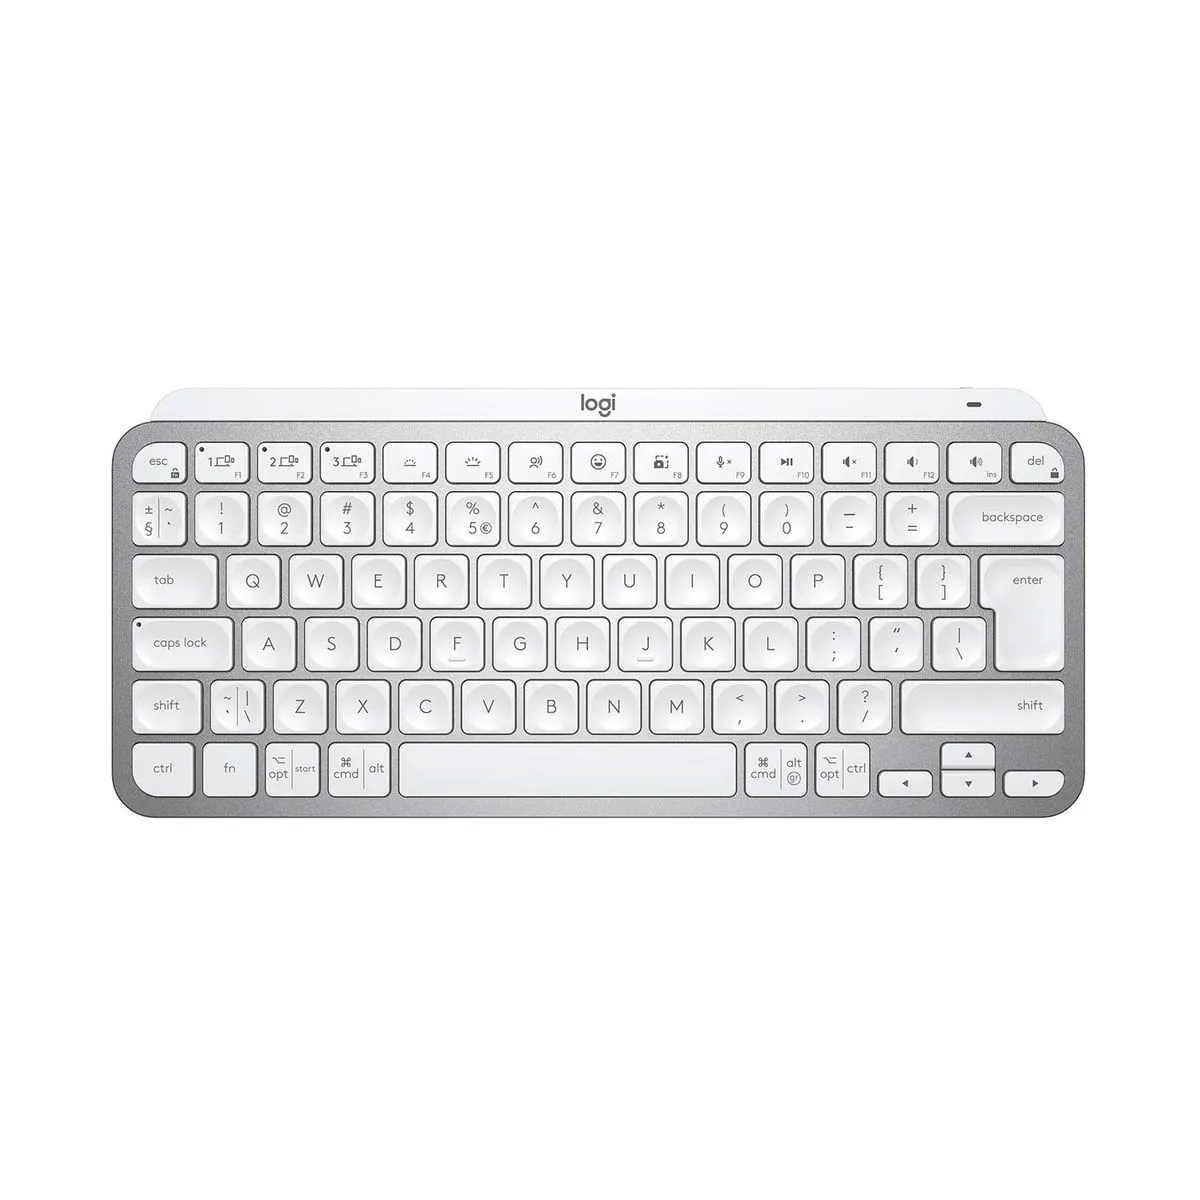 logi
esc 1 F1 2 F2 3 F3 F4 F5 F6 F7 F8 F9 F10 F11 F12 ins del
± ~ ! @ # $ % ^ & * ( ) _ +
§ ` 1 2 3 4 5 € 6 7 8 9 0 - = backspace
tab Q W E R T Y U I O P { [ } ] enter
caps lock A S D F G H J K L : ; “ ‘ | \
shift ~ ` | \ Z X C V B N M < , > . ? / shift
ctrl fn ⌥ opt start ⌘ cmd alt ⌘ cmd alt gr ⌥ opt ctrl